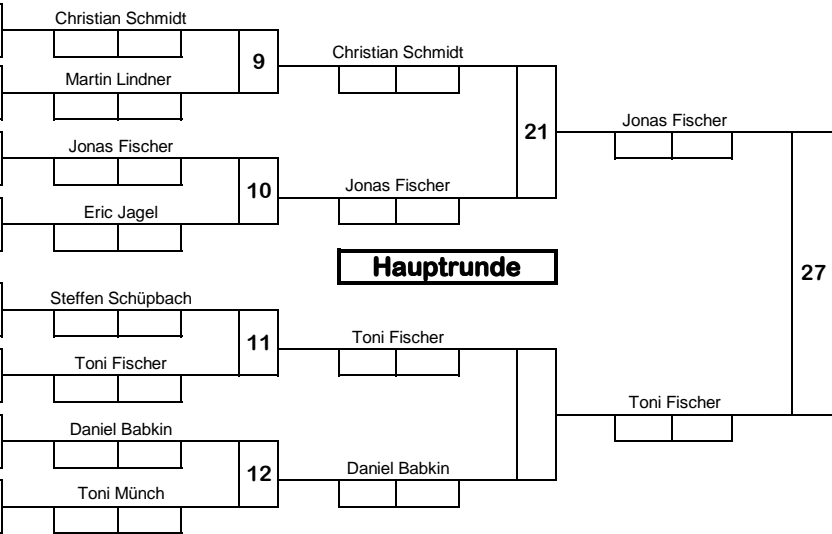 Christian Schmidt
9
Martin Lindner
Christian Schmidt
21
Jonas Fischer
Jonas Fischer
10
Eric Jagel
Jonas Fischer
Hauptrunde
27
Steffen Schüpbach
11
Toni Fischer
Toni Fischer
Toni Fischer
Daniel Babkin
12
Toni Münch
Daniel Babkin